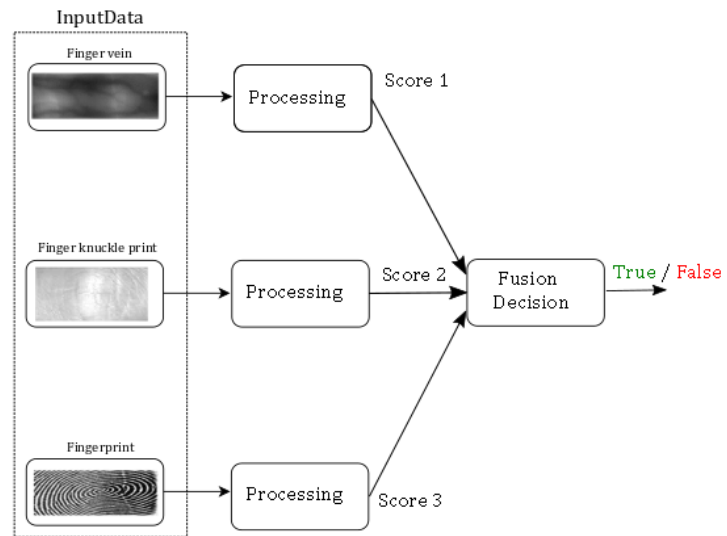 InputData
Finger vein
Processing
Score 1
Finger knuckle print
Processing
Score 2
Fusion
Decision
True / False
Fingerprint
Processing
Score 3